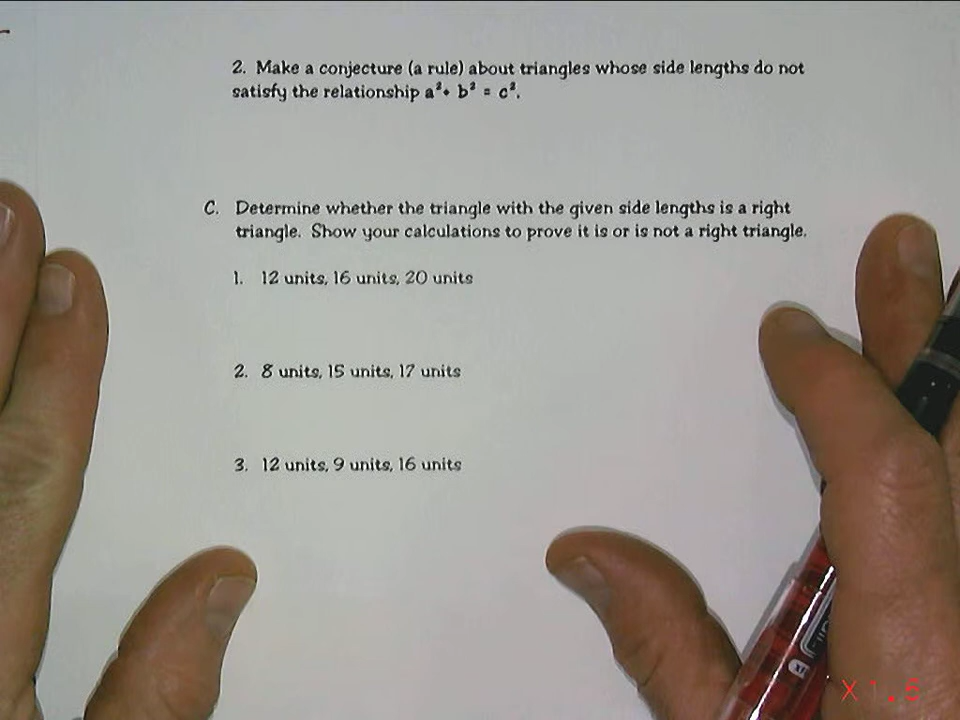 2. Make a conjecture (a rule) about triangles whose side lengths do not
satisfy the relationship a² + b² = c².
C. Determine whether the triangle with the given side lengths is a right
triangle. Show your calculations to prove it is or is not a right triangle.
1. 12 units, 16 units, 20 units
2. 8 units, 15 units, 17 units
3. 12 units, 9 units, 16 units
X 1.5